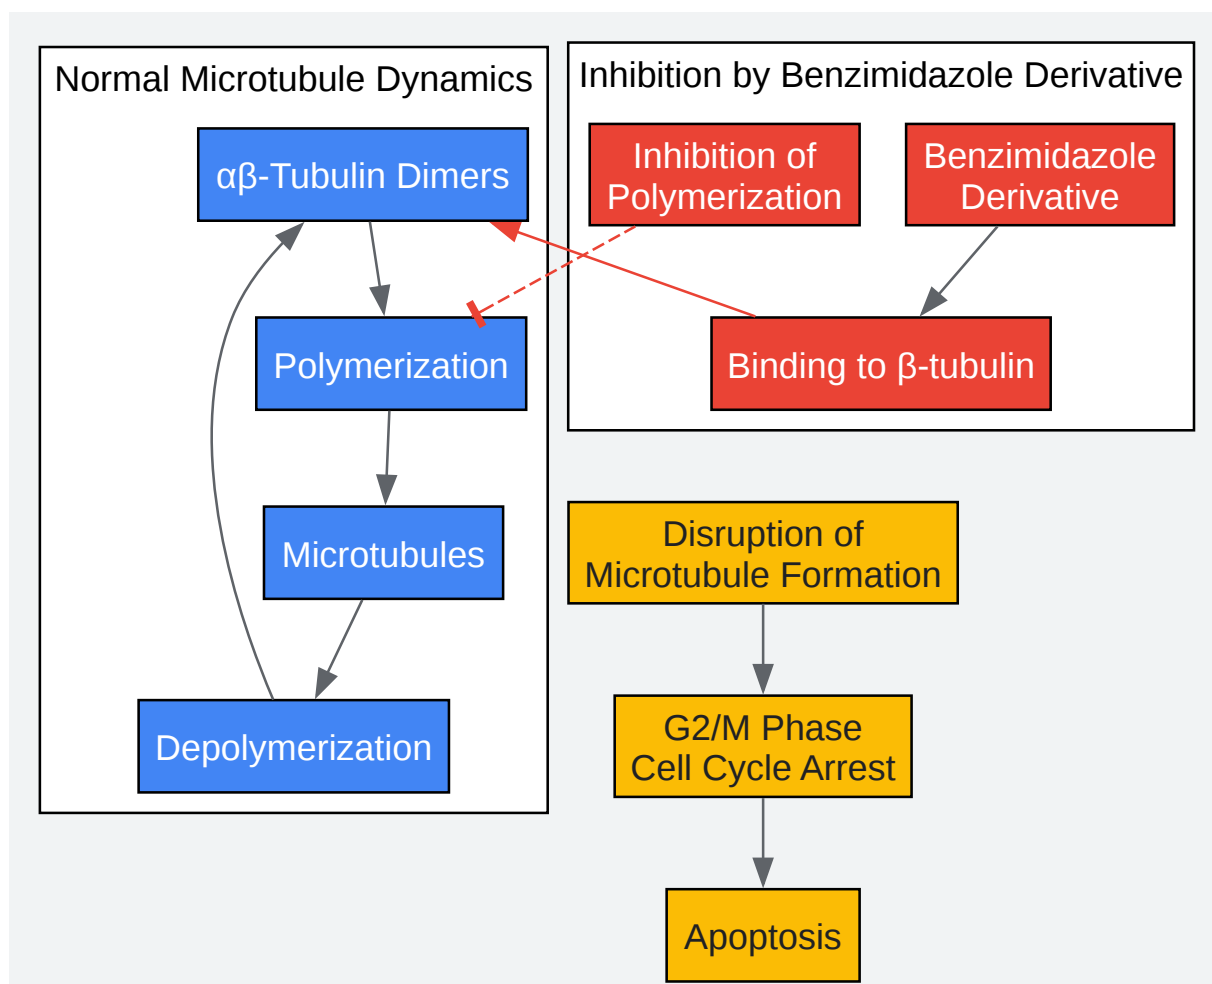 Normal Microtubule Dynamics
αβ-Tubulin Dimers
Polymerization
Microtubules
Depolymerization
Inhibition by Benzimidazole Derivative
Inhibition of
Polymerization
Benzimidazole
Derivative
Binding to β-tubulin
Disruption of
Microtubule Formation
G2/M Phase
Cell Cycle Arrest
Apoptosis